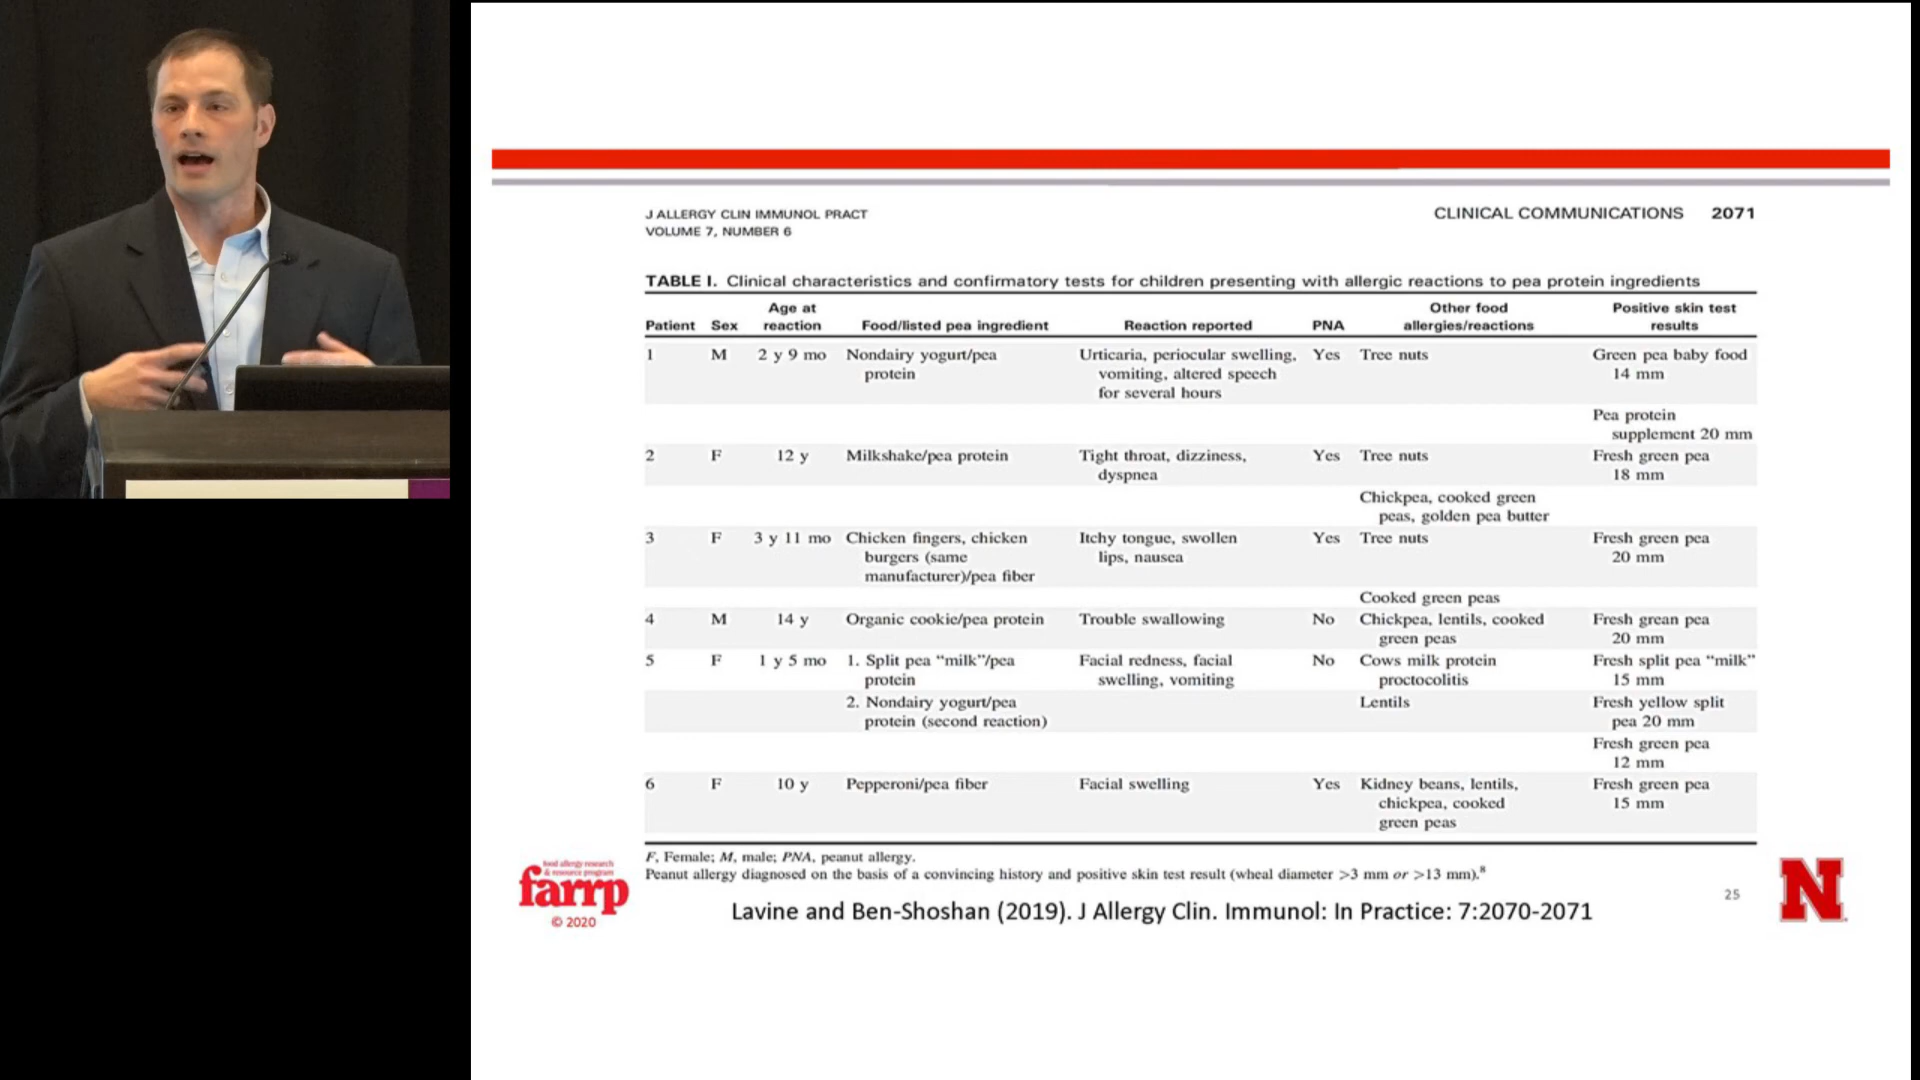 J ALLERGY CLIN IMMUNOL PRACT
VOLUME 7, NUMBER 6
CLINICAL COMMUNICATIONS 2071
TABLE I. Clinical characteristics and confirmatory tests for children presenting with allergic reactions to pea protein ingredients
Patient Sex Age at reaction Food/listed pea ingredient Reaction reported PNA Other food allergies/reactions Positive skin test results
1 M 2 y 9 mo Nondairy yogurt/pea Urticaria, periocular swelling, Yes Tree nuts Green pea baby food
protein vomiting, altered speech 14 mm
for several hours
Pea protein
supplement 20 mm
2 F 12 y Milkshake/pea protein Tight throat, dizziness, Yes Tree nuts Fresh green pea
dyspnea 18 mm
Chickpea, cooked green
peas, golden pea butter
3 F 3 y 11 mo Chicken fingers, chicken Itchy tongue, swollen Yes Tree nuts Fresh green pea
burgers (same lips, nausea 20 mm
manufacturer)/pea fiber
Cooked green peas
4 M 14 y Organic cookie/pea protein Trouble swallowing No Chickpea, lentils, cooked Fresh grean pea
green peas 20 mm
5 F 1 y 5 mo 1. Split pea “milk”/pea Facial redness, facial No Cows milk protein Fresh split pea “milk”
protein swelling, vomiting proctocolitis 15 mm
2. Nondairy yogurt/pea Lentils Fresh yellow split
protein (second reaction) pea 20 mm
Fresh green pea
12 mm
6 F 10 y Pepperoni/pea fiber Facial swelling Yes Kidney beans, lentils, Fresh green pea
chickpea, cooked 15 mm
green peas
F, Female; M, male; PNA, peanut allergy.
Peanut allergy diagnosed on the basis of a convincing history and positive skin test result (wheal diameter >3 mm or >13 mm).8
food allergy research
& resource program
farrp
© 2020
Lavine and Ben-Shoshan (2019). J Allergy Clin. Immunol: In Practice: 7:2070-2071
25
N